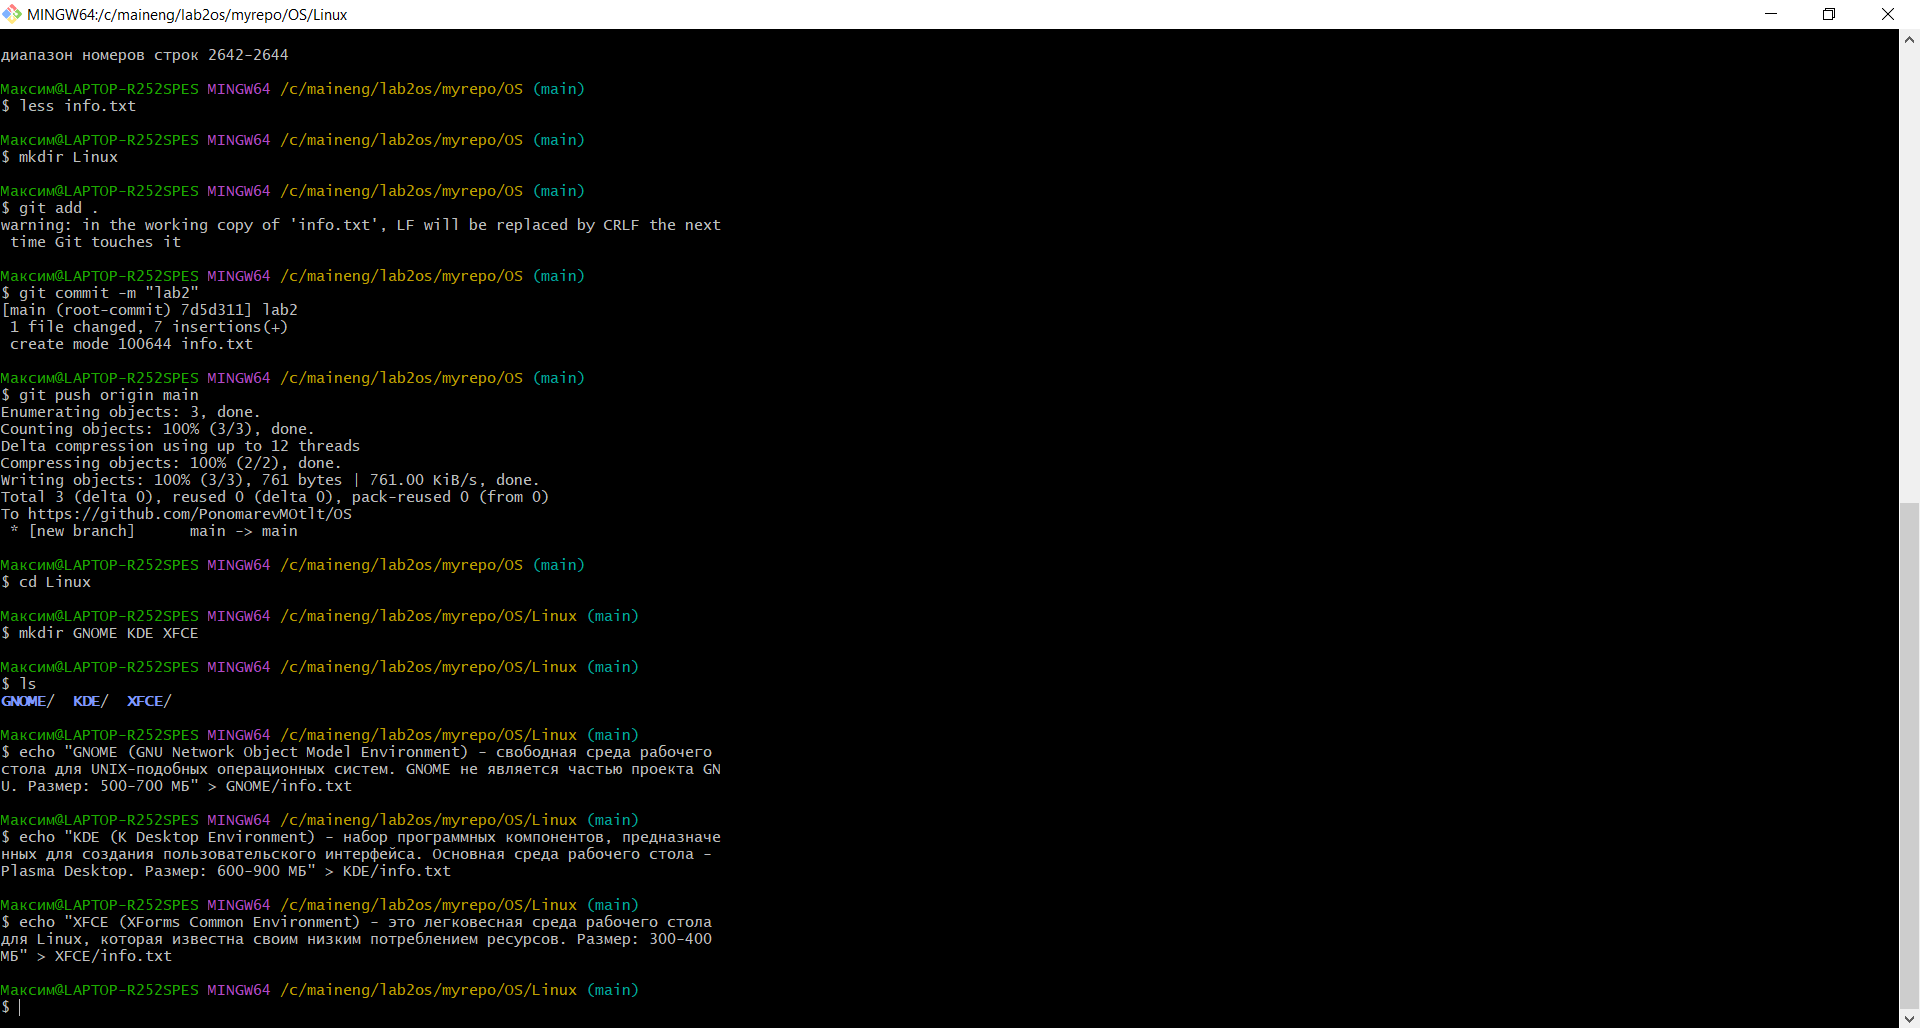 MINGW64:/c/maineng/lab2os/myrepo/OS/Linux
диапазон номеров строк 2642-2644
Максим@LAPTOP-R252SPES MINGW64 /c/maineng/lab2os/myrepo/OS (main)
$ less info.txt
Максим@LAPTOP-R252SPES MINGW64 /c/maineng/lab2os/myrepo/OS (main)
$ mkdir Linux
Максим@LAPTOP-R252SPES MINGW64 /c/maineng/lab2os/myrepo/OS (main)
$ git add .
warning: in the working copy of 'info.txt', LF will be replaced by CRLF the next
 time Git touches it
Максим@LAPTOP-R252SPES MINGW64 /c/maineng/lab2os/myrepo/OS (main)
$ git commit -m "lab2"
[main (root-commit) 7d5d311] lab2
 1 file changed, 7 insertions(+)
 create mode 100644 info.txt
Максим@LAPTOP-R252SPES MINGW64 /c/maineng/lab2os/myrepo/OS (main)
$ git push origin main
Enumerating objects: 3, done.
Counting objects: 100% (3/3), done.
Delta compression using up to 12 threads
Compressing objects: 100% (2/2), done.
Writing objects: 100% (3/3), 761 bytes | 761.00 KiB/s, done.
Total 3 (delta 0), reused 0 (delta 0), pack-reused 0 (from 0)
To https://github.com/PonomarevMOtlt/OS
 * [new branch]      main -> main
Максим@LAPTOP-R252SPES MINGW64 /c/maineng/lab2os/myrepo/OS (main)
$ cd Linux
Максим@LAPTOP-R252SPES MINGW64 /c/maineng/lab2os/myrepo/OS/Linux (main)
$ mkdir GNOME KDE XFCE
Максим@LAPTOP-R252SPES MINGW64 /c/maineng/lab2os/myrepo/OS/Linux (main)
$ ls
GNOME/  KDE/  XFCE/
Максим@LAPTOP-R252SPES MINGW64 /c/maineng/lab2os/myrepo/OS/Linux (main)
$ echo "GNOME (GNU Network Object Model Environment) - свободная среда рабочего
стола для UNIX-подобных операционных систем. GNOME не является частью проекта GN
U. Размер: 500-700 МБ" > GNOME/info.txt
Максим@LAPTOP-R252SPES MINGW64 /c/maineng/lab2os/myrepo/OS/Linux (main)
$ echo "KDE (K Desktop Environment) - набор программных компонентов, предназначе
нных для создания пользовательского интерфейса. Основная среда рабочего стола -
Plasma Desktop. Размер: 600-900 МБ" > KDE/info.txt
Максим@LAPTOP-R252SPES MINGW64 /c/maineng/lab2os/myrepo/OS/Linux (main)
$ echo "XFCE (XForms Common Environment) - это легковесная среда рабочего стола
для Linux, которая известна своим низким потреблением ресурсов. Размер: 300-400
МБ" > XFCE/info.txt
Максим@LAPTOP-R252SPES MINGW64 /c/maineng/lab2os/myrepo/OS/Linux (main)
$